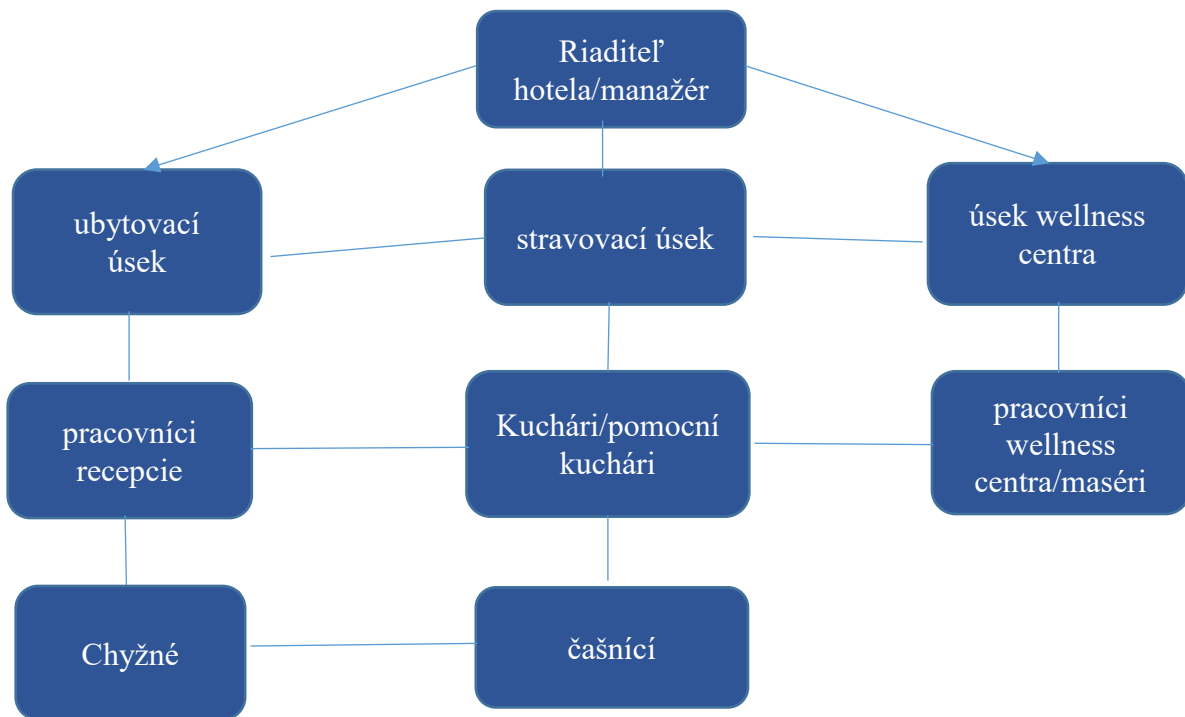 Riaditeľ
hotela/manažér
ubytovací
úsek
stravovací úsek
úsek wellness
centra
pracovníci
recepcie
Kuchári/pomocní
kuchári
pracovníci
wellness
centra/maséri
Chyžné
čašnící